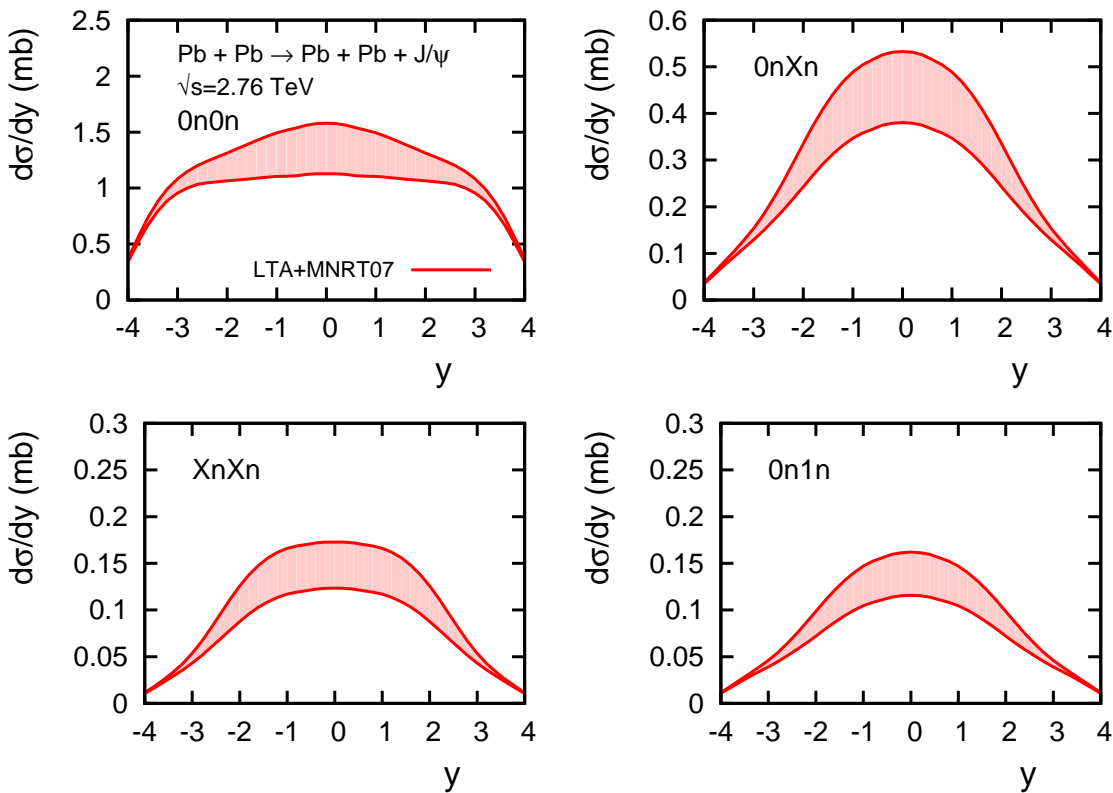 dσ/dy (mb)
2.5
2
1.5
1
0.5
0
Pb + Pb → Pb + Pb + J/ψ
√s=2.76 TeV
0n0n
LTA+MNRT07
-4 -3 -2 -1 0 1 2 3 4
y
dσ/dy (mb)
0.6
0.5
0.4
0.3
0.2
0.1
0
0nXn
-4 -3 -2 -1 0 1 2 3 4
y
dσ/dy (mb)
0.3
0.25
0.2
0.15
0.1
0.05
0
XnXn
-4 -3 -2 -1 0 1 2 3 4
y
dσ/dy (mb)
0.3
0.25
0.2
0.15
0.1
0.05
0
0n1n
-4 -3 -2 -1 0 1 2 3 4
y